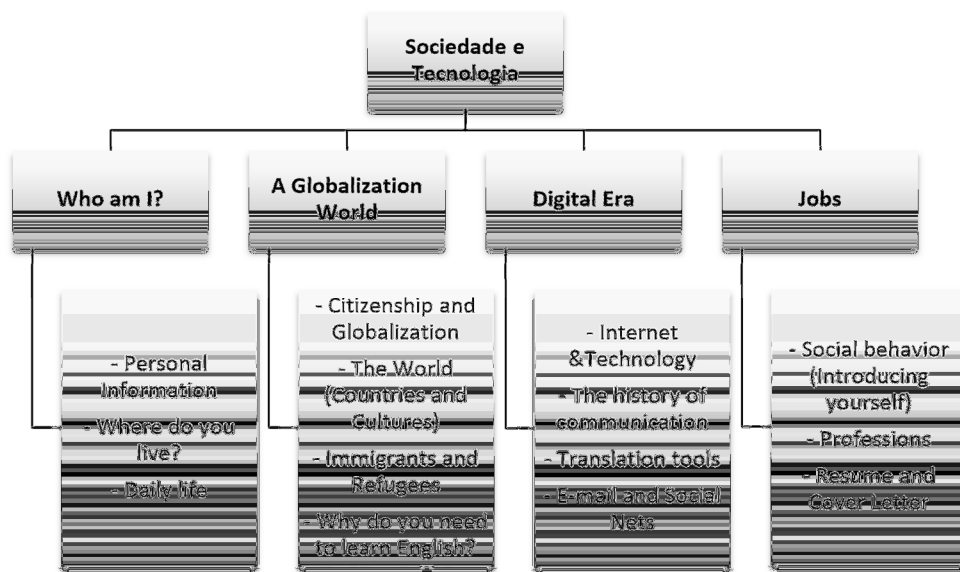 Sociedade e
Tecnologia
Who am I?
A Globalization
World
Digital Era
Jobs
- Personal
Information
- Where do you
live?
- Daily life
- Citizenship and
Globalization
- The World
(Countries and
Cultures)
- Immigrants and
Refugees
- Why do you need
to learn English?
- Internet
&Technology
- The history of
communication
- Translation tools
- E-mail and Social
Nets
- Social behavior
(Introducing
yourself)
- Professions
- Resume and
Cover Letter